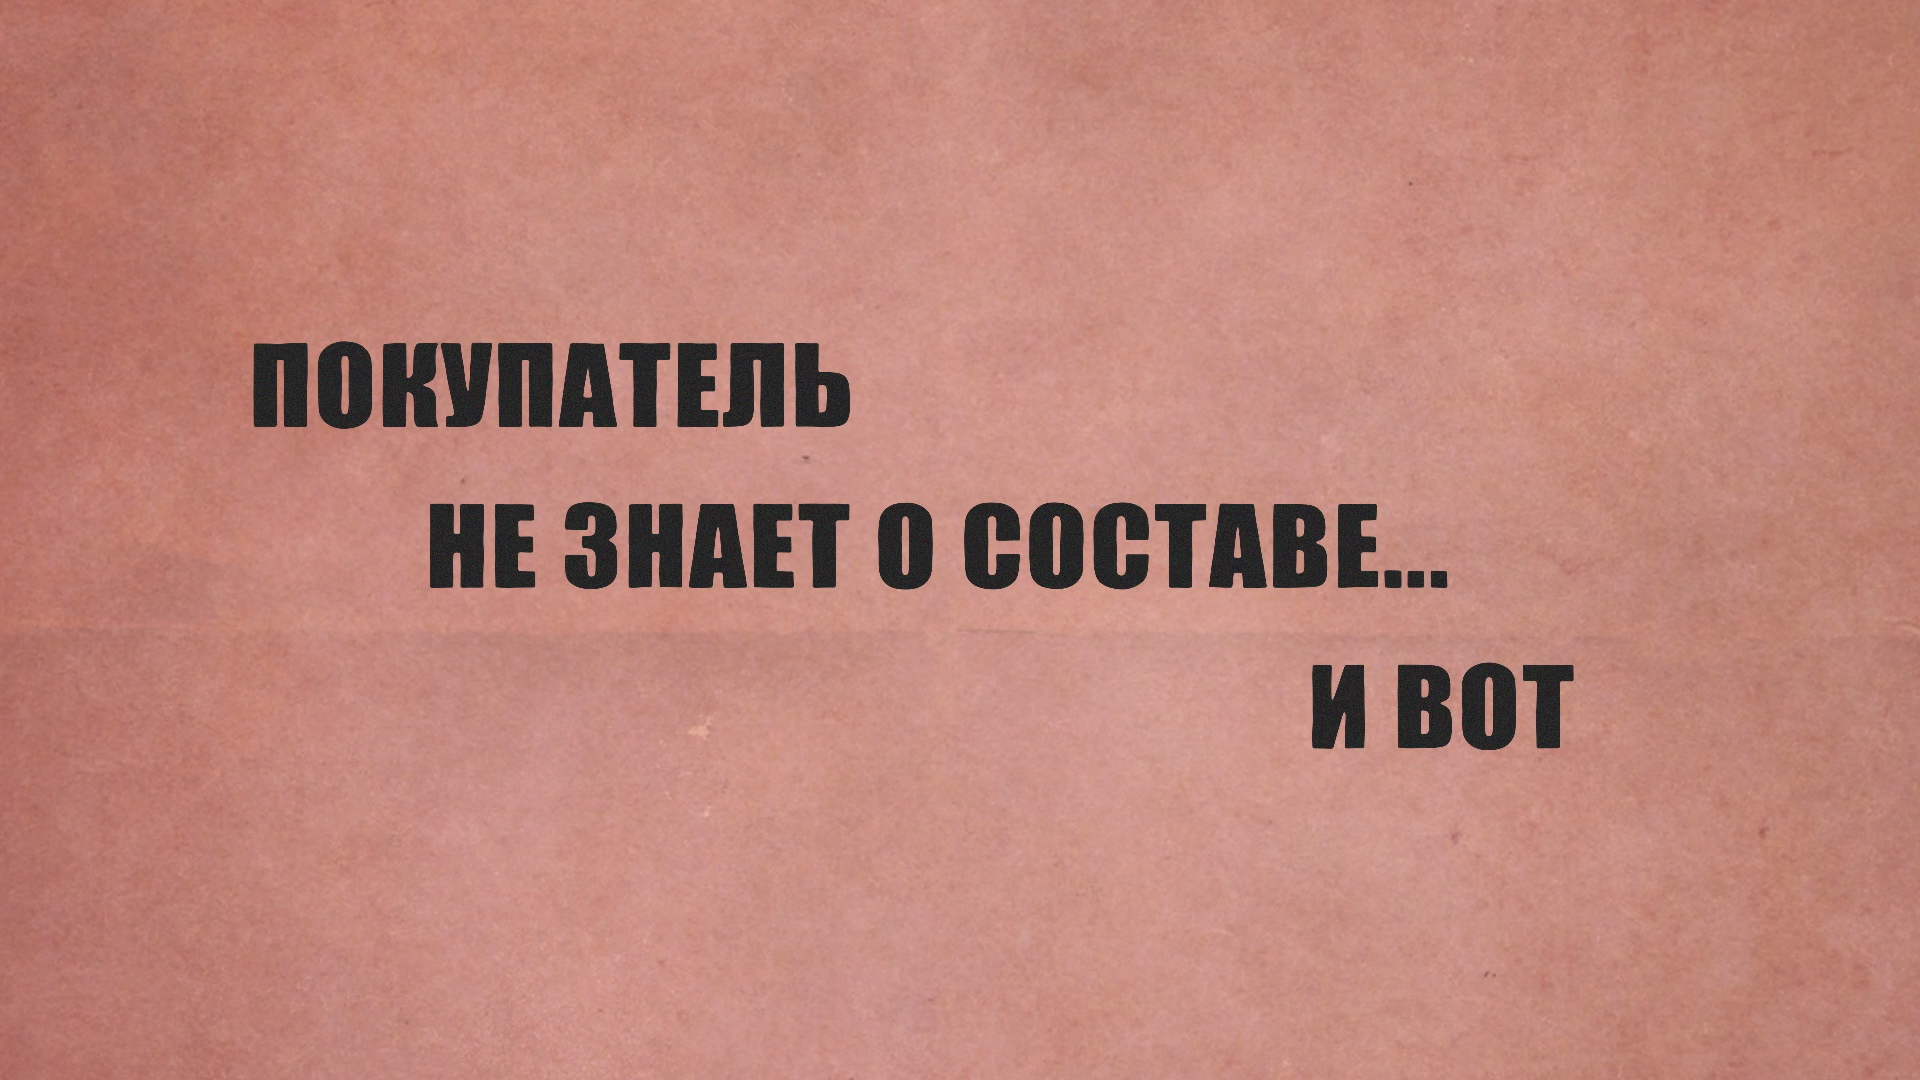 ПОКУПАТЕЛЬ
НЕ ЗНАЕТ О СОСТАВЕ...
И ВОТ